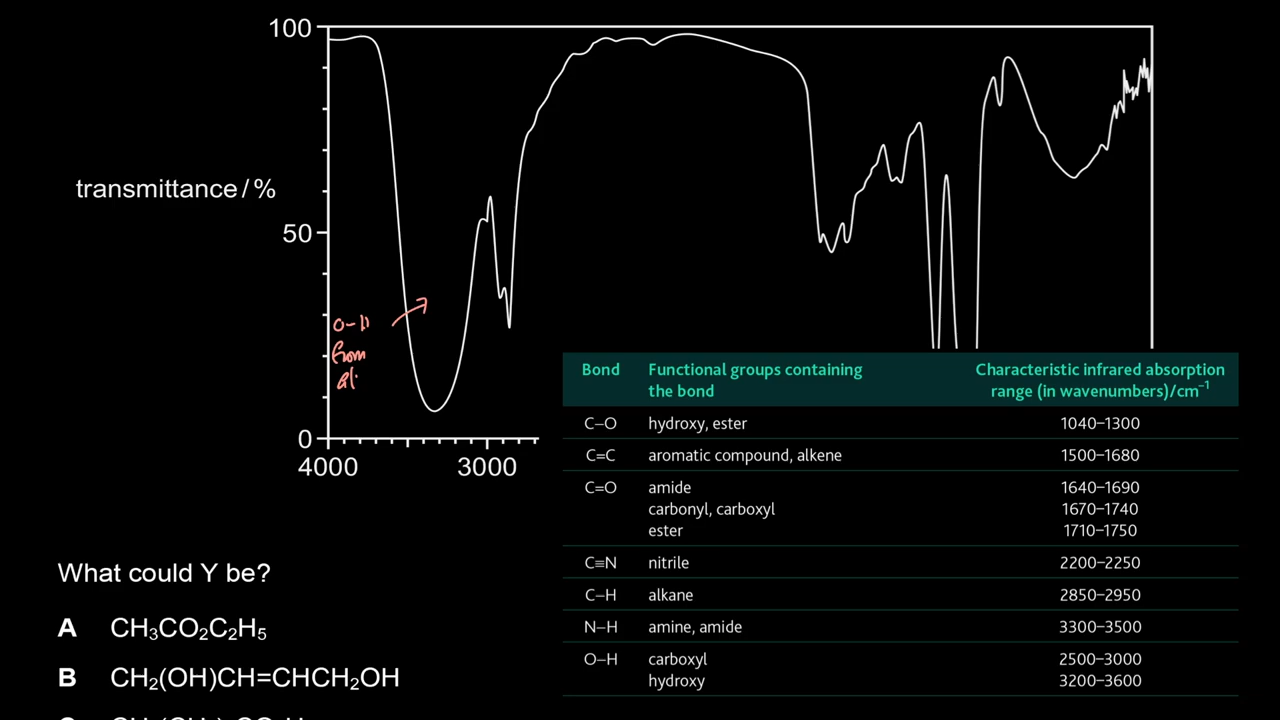 100
transmittance / %
50
O-H
from
al.
0
4000 3000
Bond Functional groups containing the bond Characteristic infrared absorption range (in wavenumbers)/cm⁻¹
C–O hydroxy, ester 1040–1300
C=C aromatic compound, alkene 1500–1680
C=O amide 1640–1690
carbonyl, carboxyl 1670–1740
ester 1710–1750
C≡N nitrile 2200–2250
C–H alkane 2850–2950
N–H amine, amide 3300–3500
O–H carboxyl 2500–3000
hydroxy 3200–3600
What could Y be?
A CH₃CO₂C₂H₅
B CH₂(OH)CH=CHCH₂OH